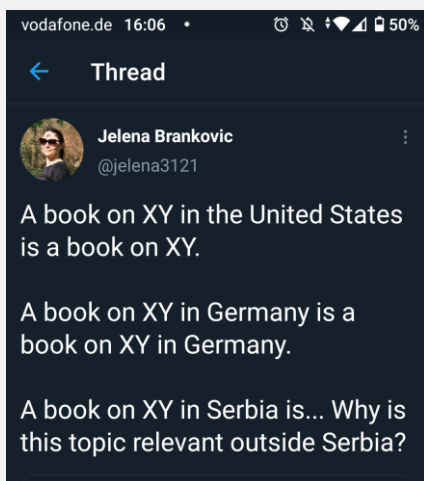 vodafone.de 16:06 • 50%
Thread
Jelena Brankovic
@jelena3121
A book on XY in the United States
is a book on XY.
A book on XY in Germany is a
book on XY in Germany.
A book on XY in Serbia is... Why is
this topic relevant outside Serbia?